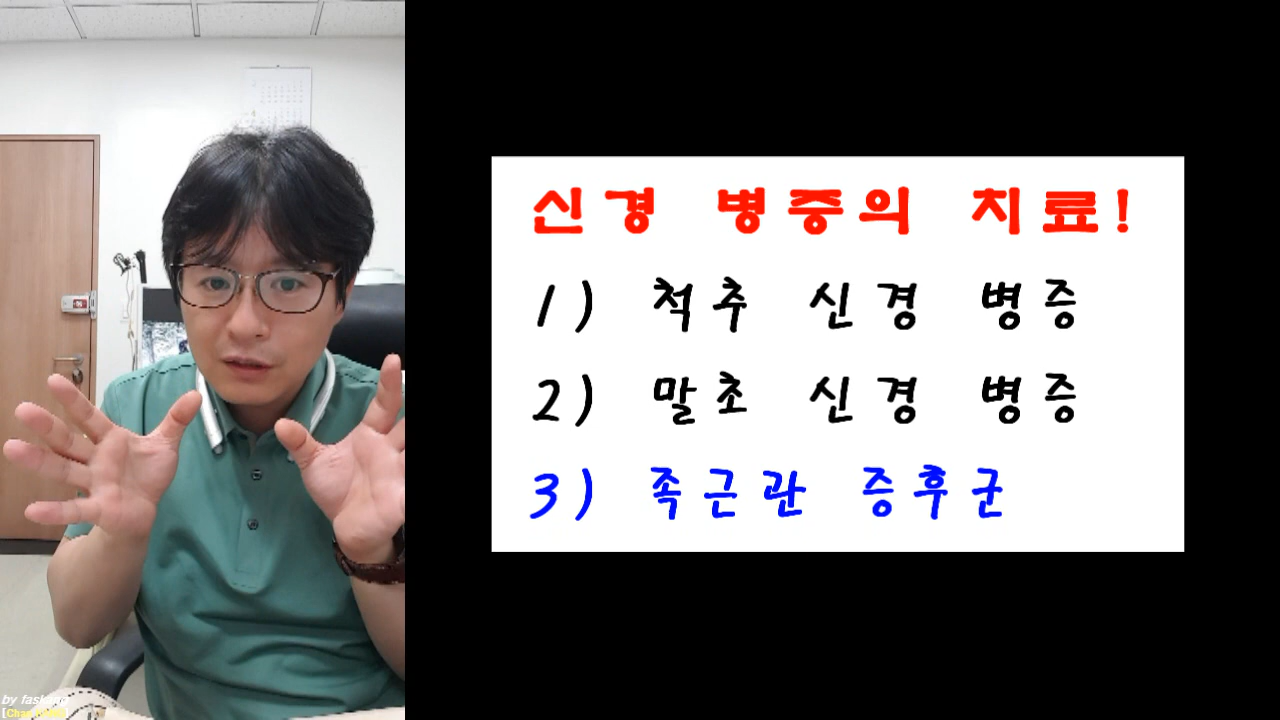 신경 병증의 치료!
1) 척추 신경 병증
2) 말초 신경 병증
3) 족근관 증후군
by